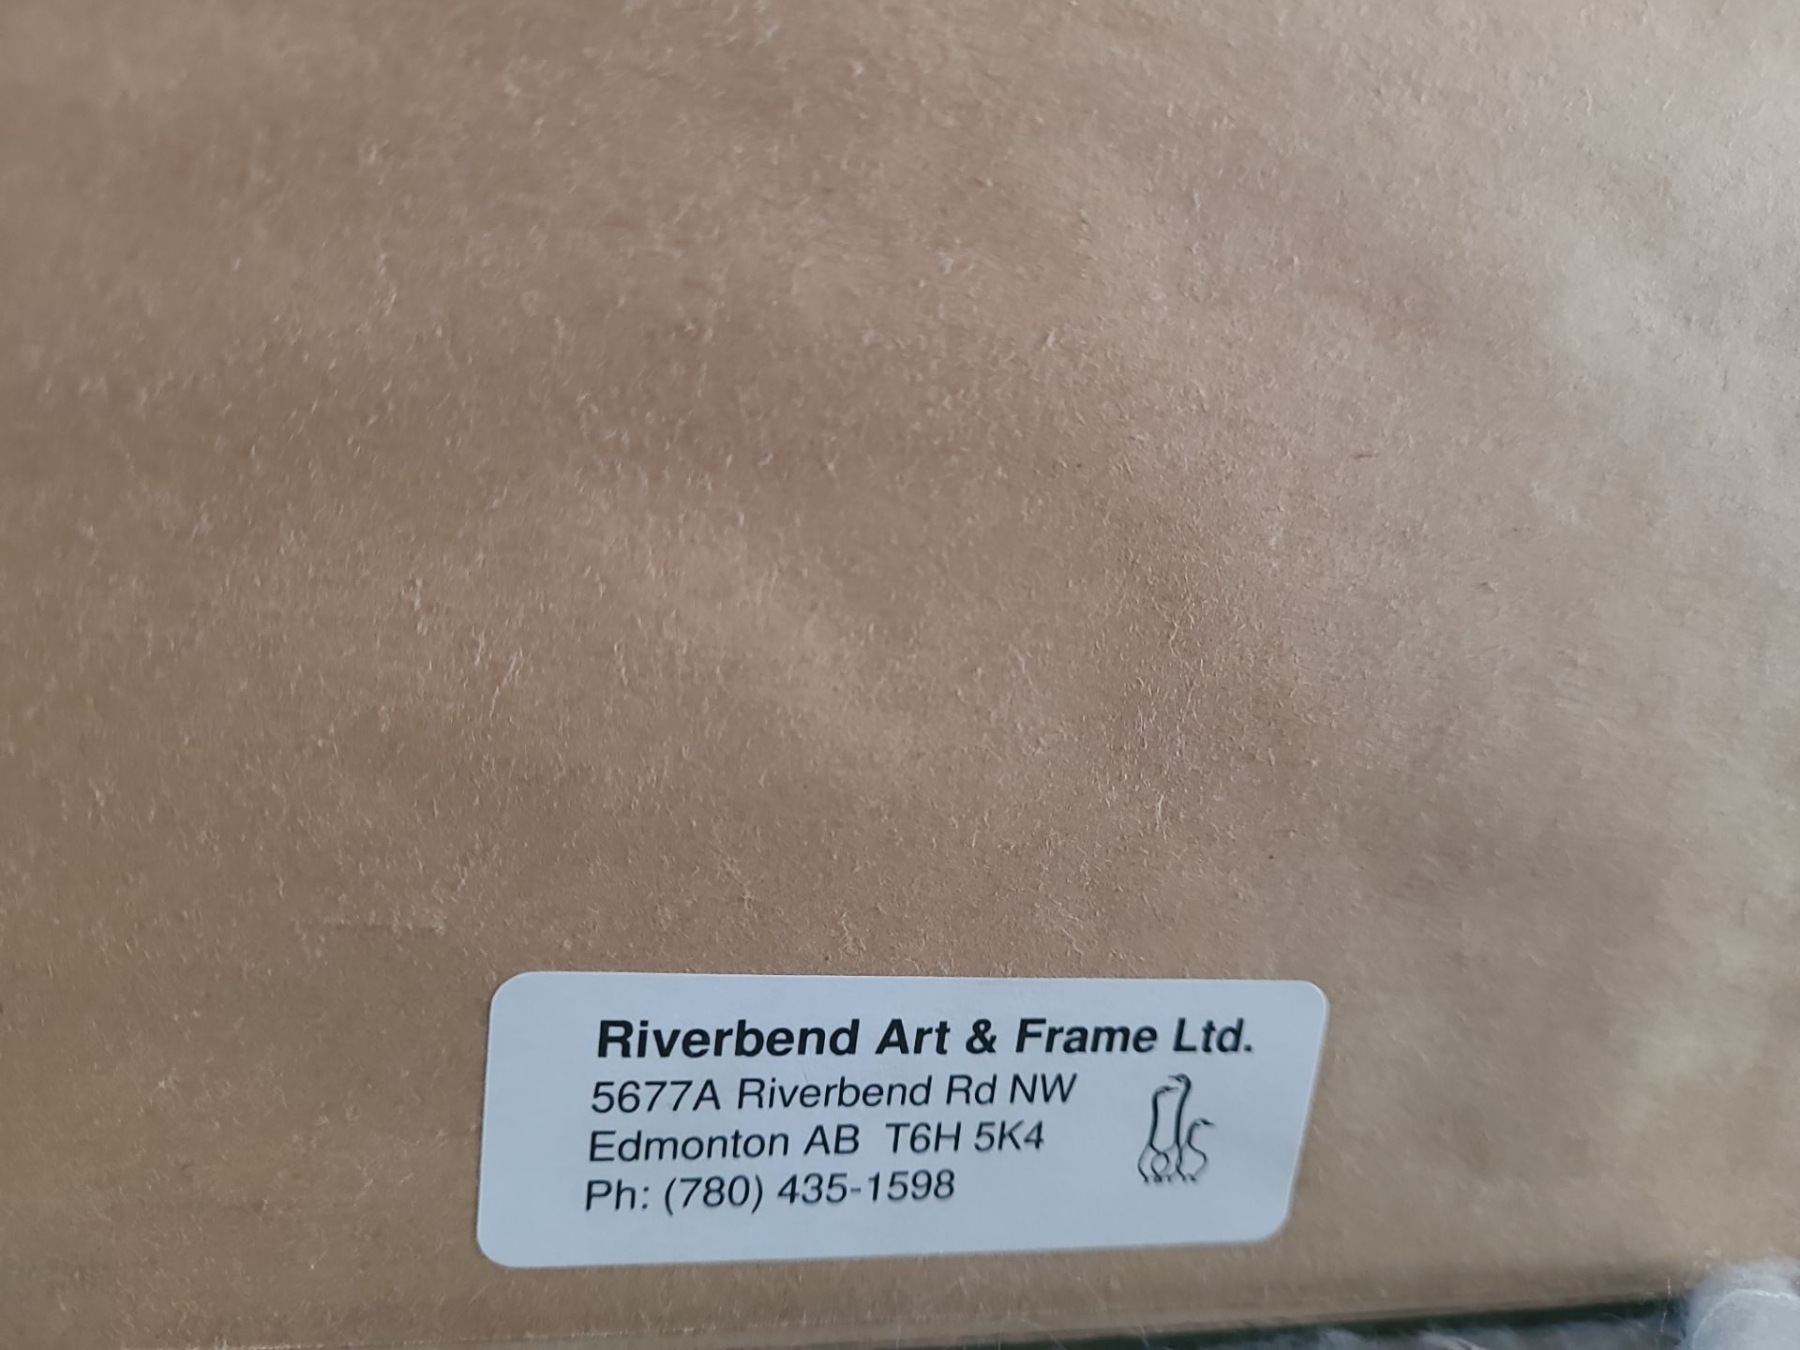 Riverbend Art & Frame Ltd.
5677A Riverbend Rd NW
Edmonton AB T6H 5K4
Ph: (780) 435-1598